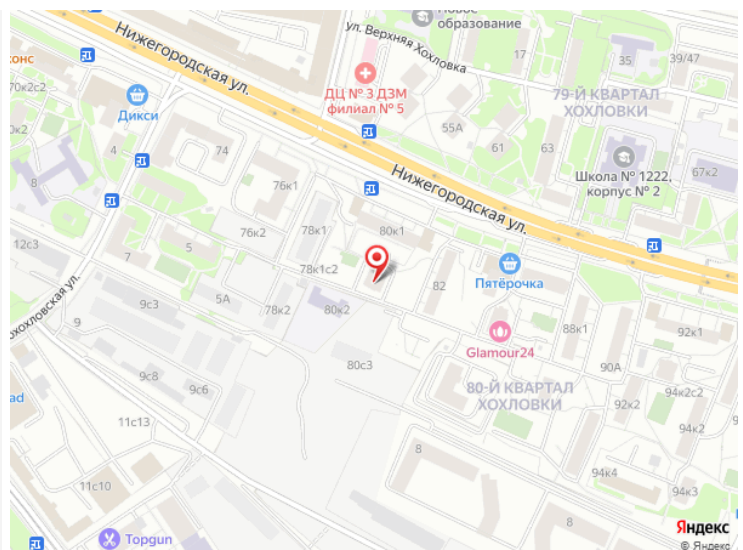 Новое
образование
ул. Верхняя Хохловка
17
35
39/47
Нижегородская ул.
конс
70к2с2
Дикси
ДЦ № 3 ДЗМ
филиал № 5
79-Й КВАРТАЛ
ХОХЛОВКИ
0к2
4
74
55А
61
63
Школа № 1222,
корпус № 2
67к2
8
76к1
Нижегородская ул.
12с3
7
5
76к2
78к1
80к1
78к1с2
Пятёрочка
82
9с3
5А
78к2
80к2
охохловская ул.
9
Glamour24
88к1
92к1
80с3
90А
9с8
9с6
80-Й КВАРТАЛ
ХОХЛОВКИ
94к2с2
92к2
ad
11с13
94к2
8
11с10
94к4
94к3
8
Topgun
Яндекс
© Яндекс